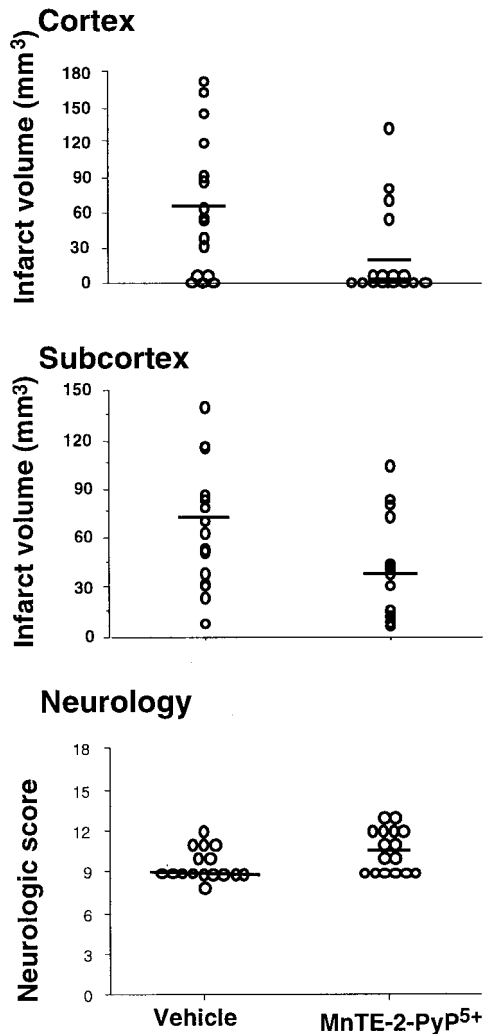 Cortex
Infarct volume (mm³)
180
150
120
90
60
30
0
Subcortex
Infarct volume (mm³)
150
120
90
60
30
0
Neurology
Neurologic score
18
15
12
9
6
3
0
Vehicle
MnTE-2-PyP⁵⁺